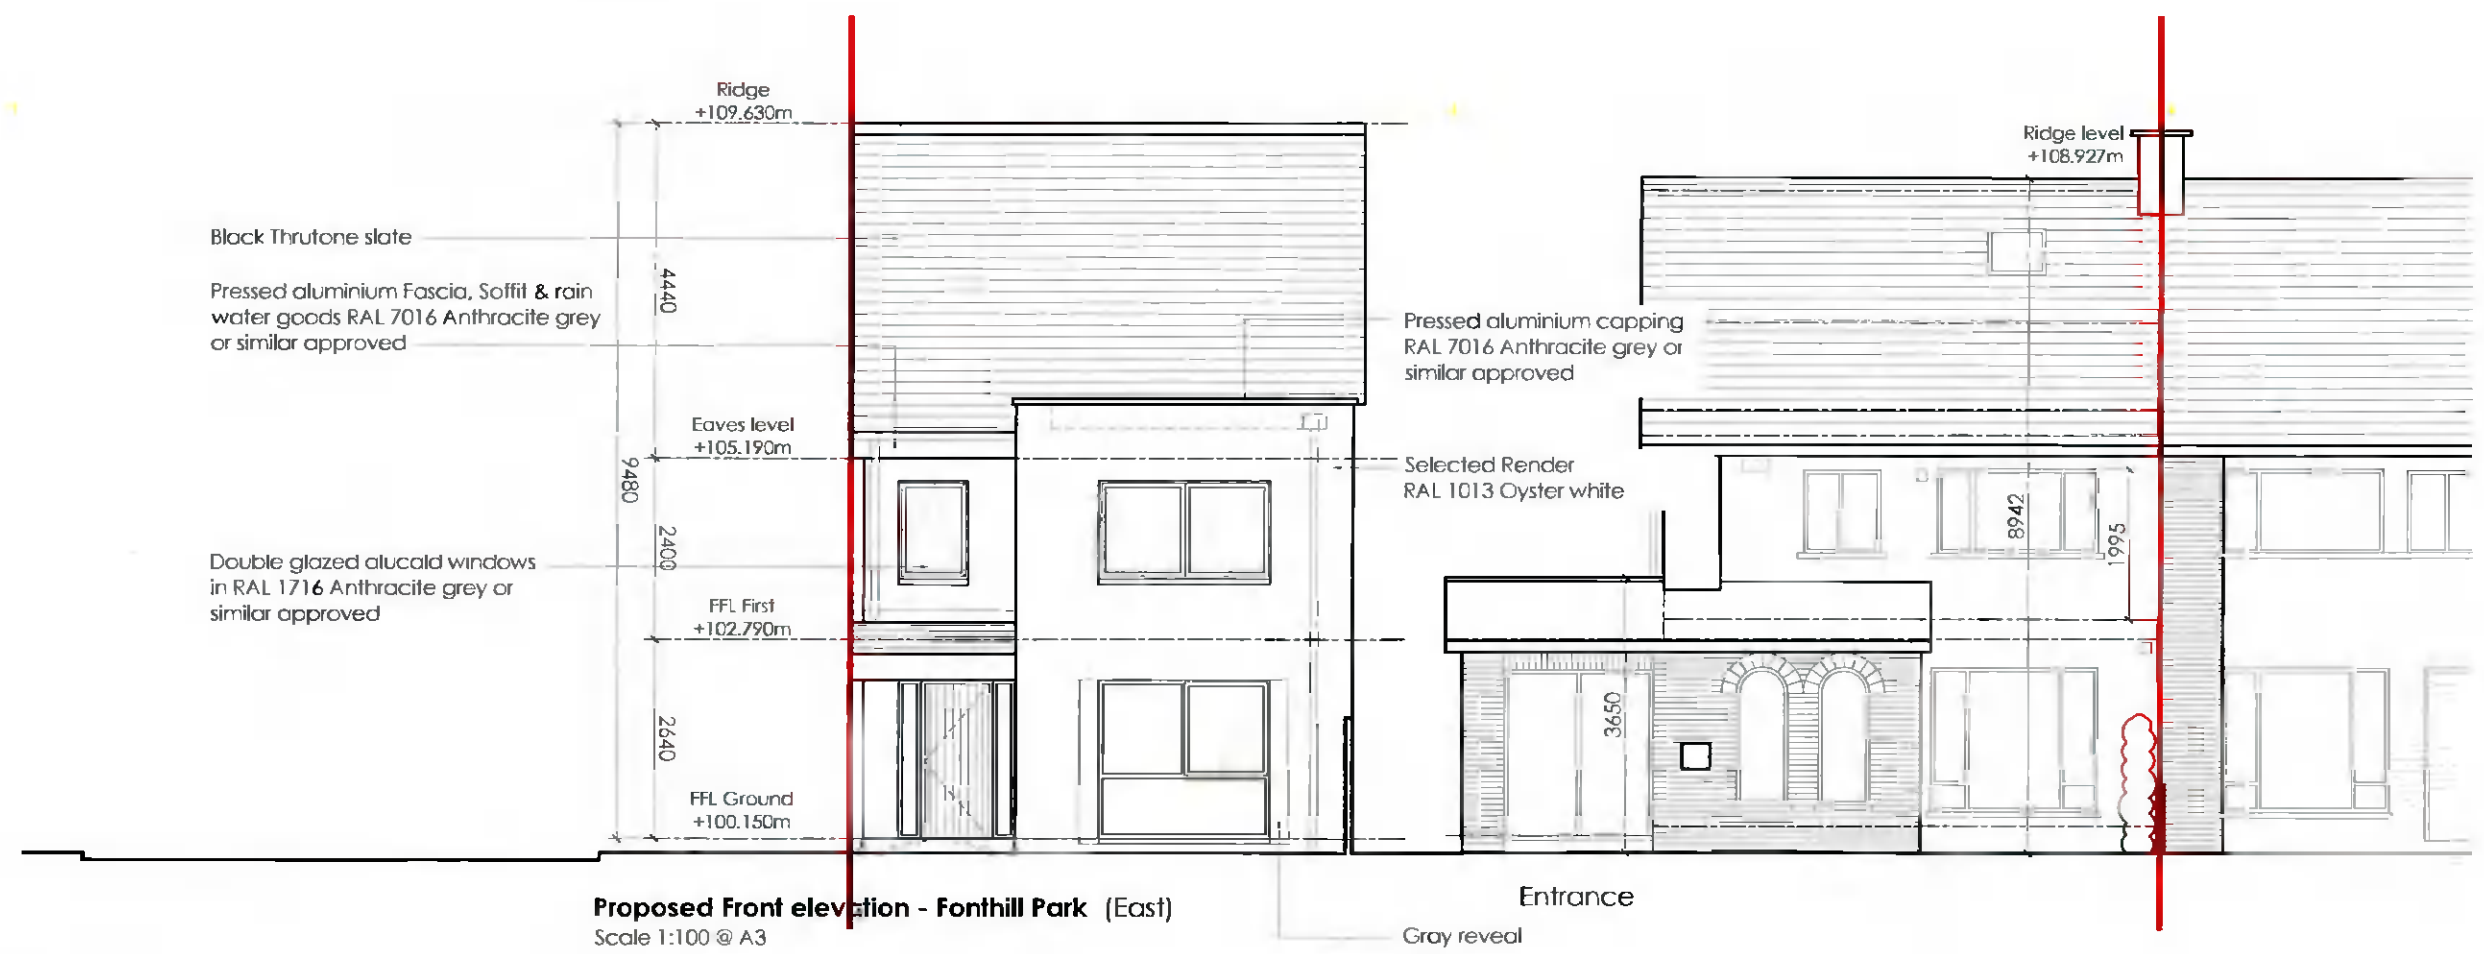 Ridge
+109.630m
Ridge level
+108.927m
Black Thrutone slate
Pressed aluminium Fascia, Soffit & rain
water goods RAL 7016 Anthracite grey
or similar approved
4440
Pressed aluminium capping
RAL 7016 Anthracite grey or
similar approved
Eaves level
+105.190m
9480
Selected Render
RAL 1013 Oyster white
8942
1995
2400
Double glazed alucald windows
in RAL 1716 Anthracite grey or
similar approved
FFL First
+102.790m
3650
2640
FFL Ground
+100.150m
Proposed Front elevation - Fonthill Park (East)
Scale 1:100 @ A3
Entrance
Gray reveal